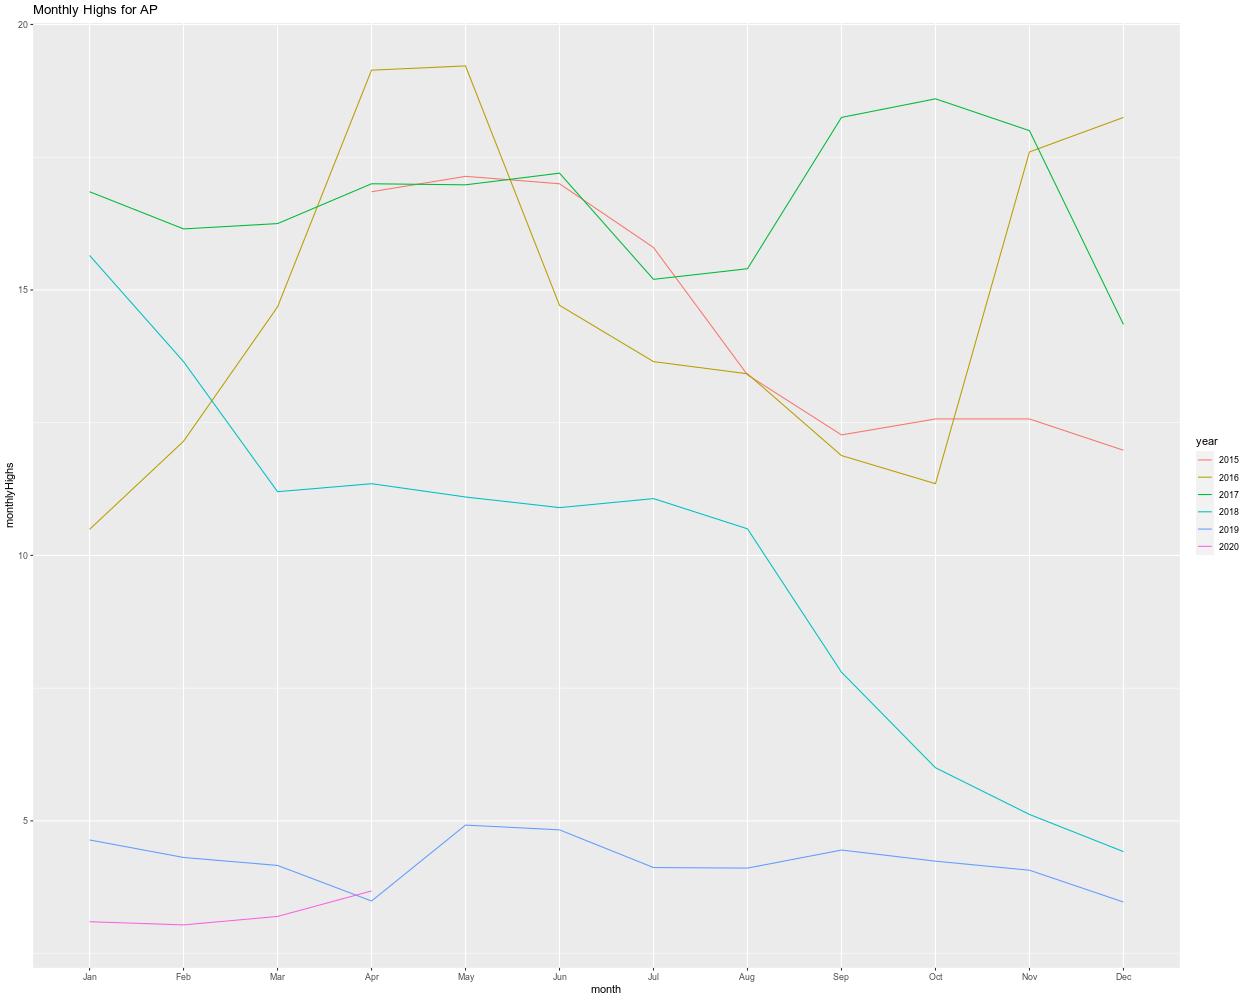 Monthly Highs for AP
20
15
10
5
monthlyHighs
Jan Feb Mar Apr May Jun Jul Aug Sep Oct Nov Dec
month
year
2015
2016
2017
2018
2019
2020